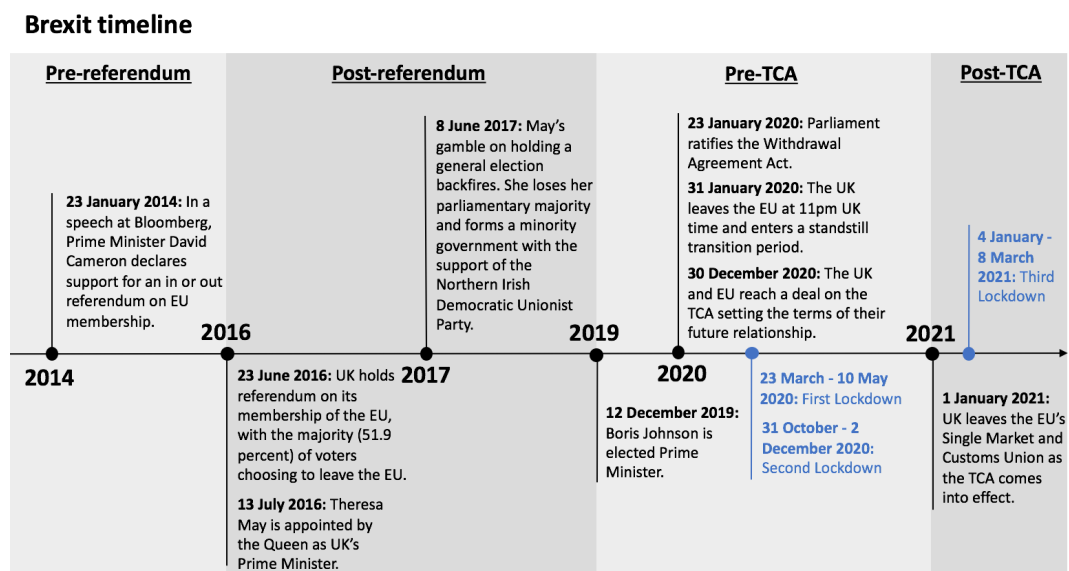 Brexit timeline
Pre-referendum
Post-referendum
Pre-TCA
Post-TCA
23 January 2014: In a
speech at Bloomberg,
Prime Minister David
Cameron declares
support for an in or out
referendum on EU
membership.
2014
2016
23 June 2016: UK holds
referendum on its
membership of the EU,
with the majority (51.9
percent) of voters
choosing to leave the EU.
13 July 2016: Theresa
May is appointed by
the Queen as UK’s
Prime Minister.
8 June 2017: May’s
gamble on holding a
general election
backfires. She loses her
parliamentary majority
and forms a minority
government with the
support of the
Northern Irish
Democratic Unionist
Party.
2017
2019
12 December 2019:
Boris Johnson is
elected Prime
Minister.
23 January 2020: Parliament
ratifies the Withdrawal
Agreement Act.
31 January 2020: The UK
leaves the EU at 11pm UK
time and enters a standstill
transition period.
30 December 2020: The UK
and EU reach a deal on the
TCA setting the terms of their
future relationship.
2020
23 March - 10 May
2020: First Lockdown
31 October - 2
December 2020:
Second Lockdown
2021
4 January -
8 March
2021: Third
Lockdown
1 January 2021:
UK leaves the EU’s
Single Market and
Customs Union as
the TCA comes
into effect.